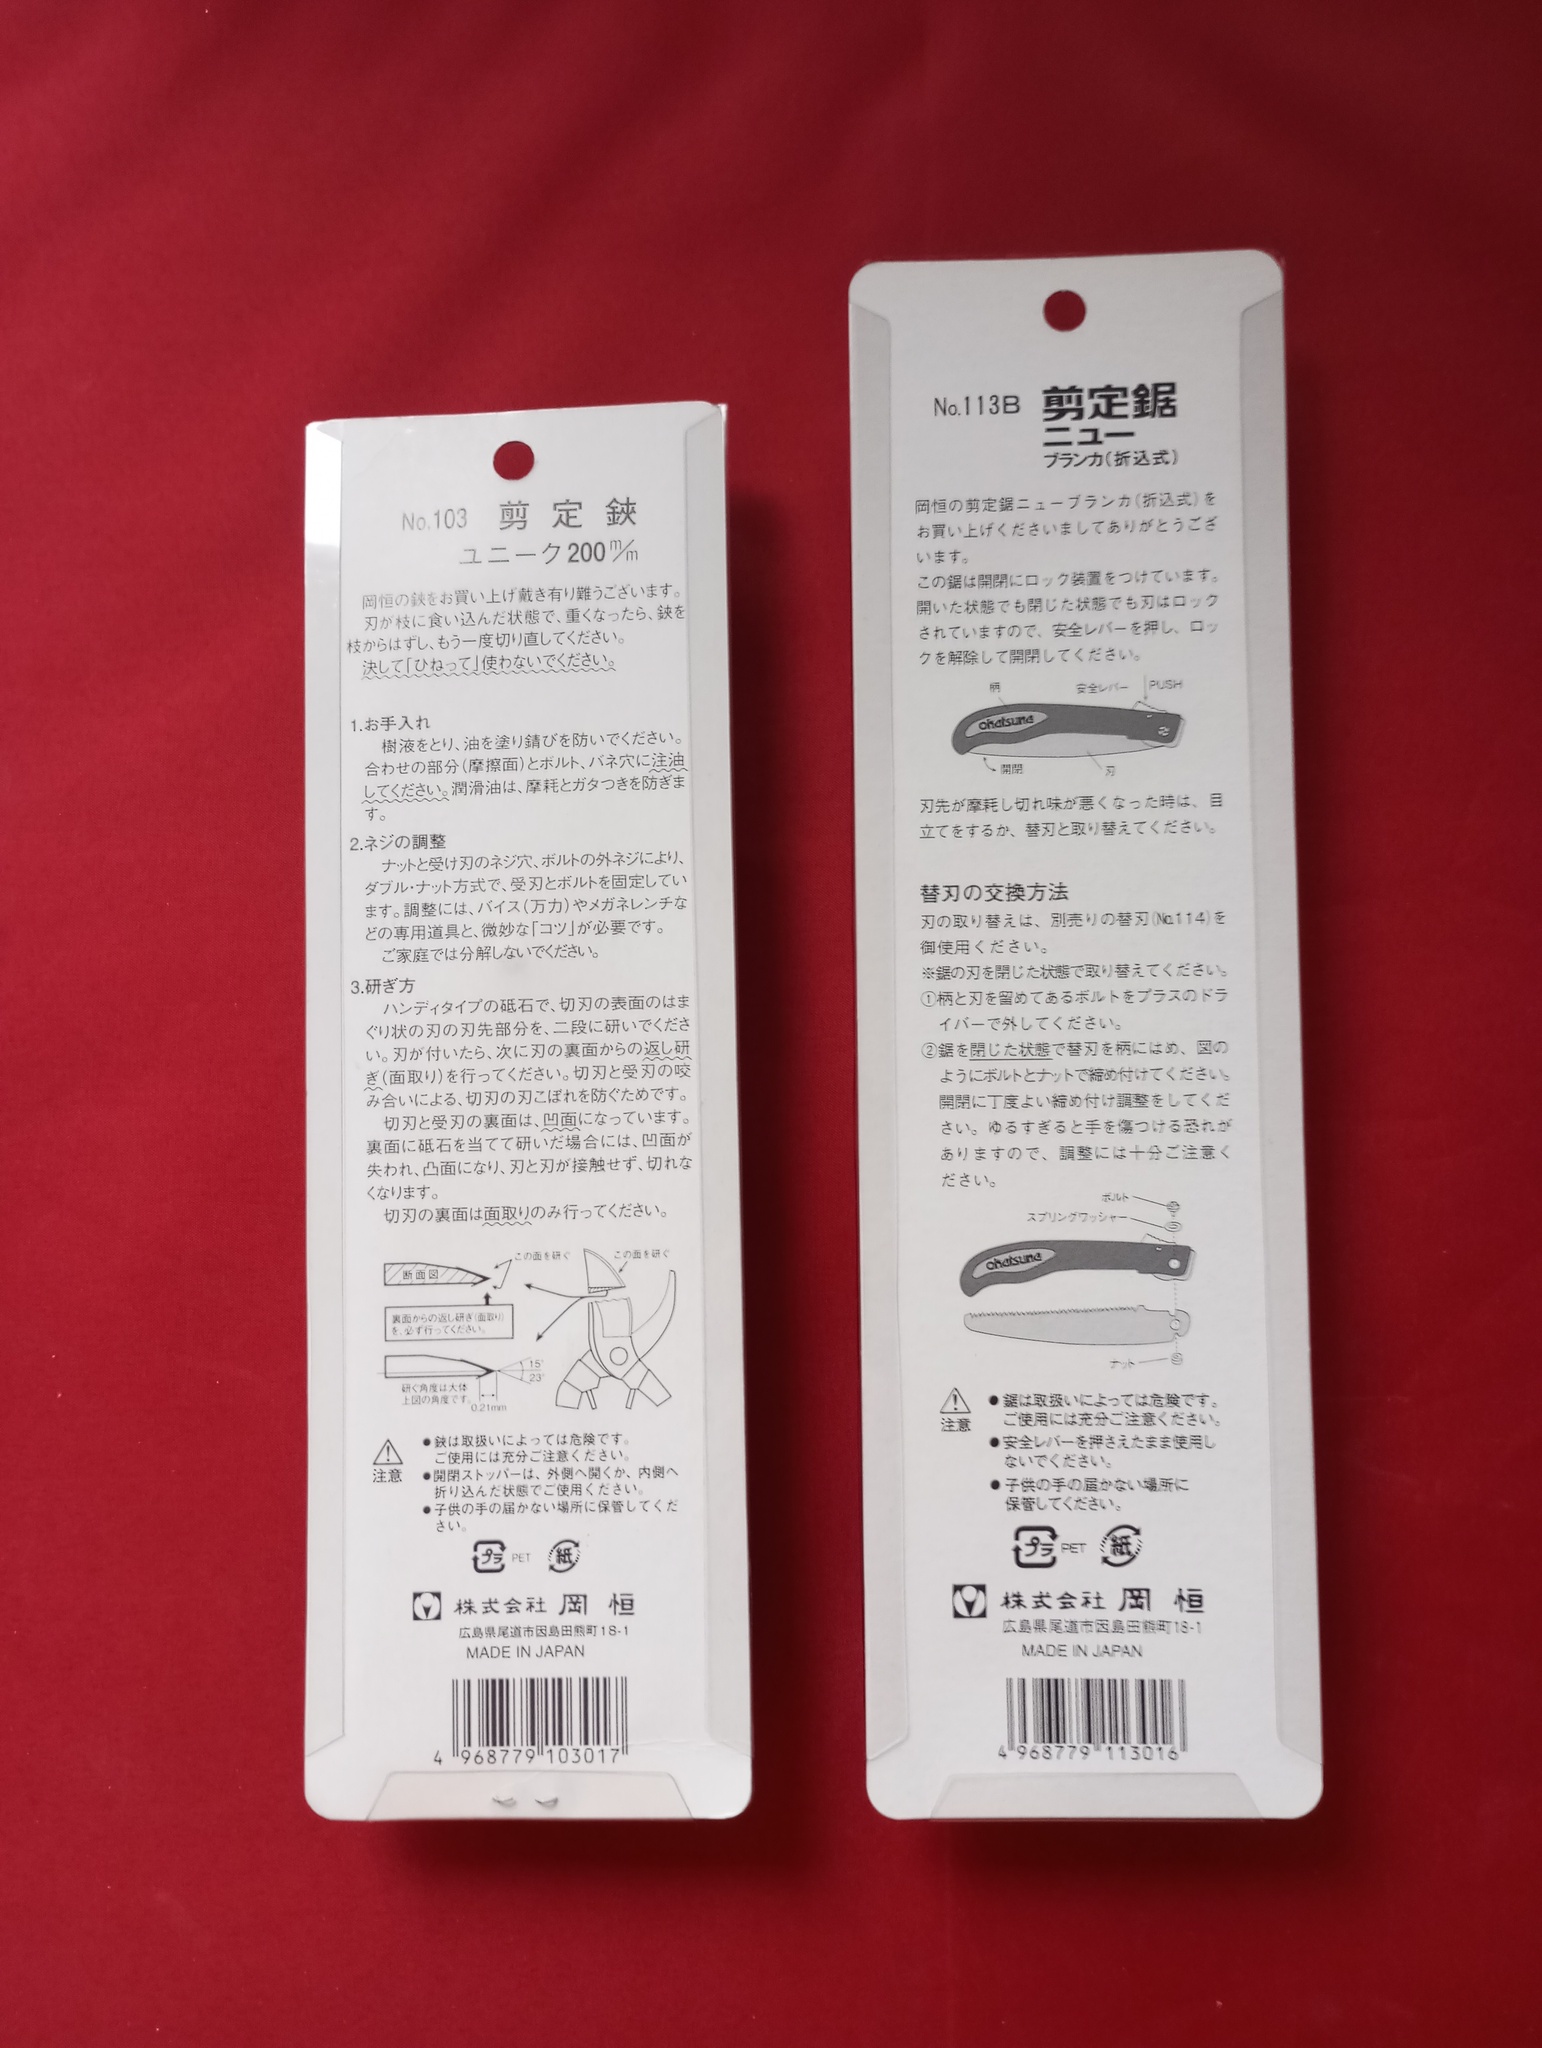 No.103 剪定鋏
ユニーク200m/m
岡恒の鋏をお買い上げ戴き有り難うございます。
刃が枝に食い込んだ状態で、重くなったら、鋏を
枝からはずし、もう一度切り直してください。
決して「ひねって」使わないでください。
1.お手入れ
樹液をとり、油を塗り錆びを防いでください。
合わせの部分(摩擦面)とボルト、バネ穴に注油
してください。潤滑油は、摩耗とガタつきを防ぎま
す。
2.ネジの調整
ナットと受け刃のネジ穴、ボルトの外ネジにより、
ダブル・ナット方式で、受刃とボルトを固定してい
ます。調整には、バイス(万力)やメガネレンチな
どの専用道具と、微妙な「コツ」が必要です。
ご家庭では分解しないでください。
3.研ぎ方
ハンディタイプの砥石で、切刃の表面のはま
ぐり状の刃の刃先部分を、二段に研いでくださ
い。刃が付いたら、次に刃の裏面からの返し研
ぎ(面取り)を行ってください。切刃と受刃の咬
み合いによる、切刃の刃こぼれを防ぐためです。
切刃と受刃の裏面は、凹面になっています。
裏面に砥石を当てて研いだ場合には、凹面が
失われ、凸面になり、刃と刃が接触せず、切れな
くなります。
切刃の裏面は面取りのみ行ってください。
この面を研ぐ
この面を研ぐ
断面図
裏面からの返し研ぎ(面取り)
を、必ず行ってください。
15°
23°
研ぐ角度は大体
上図の角度です。
0.21mm
注意
●鋏は取扱いによっては危険です。
ご使用には充分ご注意ください。
●開閉ストッパーは、外側へ開くか、内側へ
折り込んだ状態でご使用ください。
●子供の手の届かない場所に保管してくだ
さい。
プラ PET 紙
株式会社 岡恒
広島県尾道市因島田熊町18-1
MADE IN JAPAN
4 968779 103017
No.113B 剪定鋸
ニュー
ブランカ(折込式)
岡恒の剪定鋸ニューブランカ(折込式)を
お買い上げくださいましてありがとうござ
います。
この鋸は開閉にロック装置をつけています。
開いた状態でも閉じた状態でも刃はロック
されていますので、安全レバーを押し、ロッ
クを解除して開閉してください。
柄
安全レバー
PUSH
chatsune
開閉
刃
刃先が摩耗し切れ味が悪くなった時は、目
立てをするか、替刃と取り替えてください。
替刃の交換方法
刃の取り替えは、別売りの替刃(No.114)を
御使用ください。
※鋸の刃を閉じた状態で取り替えてください。
①柄と刃を留めてあるボルトをプラスのドラ
イバーで外してください。
②鋸を閉じた状態で替刃を柄にはめ、図の
ようにボルトとナットで締め付けてください。
開閉に丁度よい締め付け調整をしてくだ
さい。ゆるすぎると手を傷つける恐れが
ありますので、調整には十分ご注意く
ださい。
ボルト
スプリングワッシャー
chatsune
ナット
注意
●鋸は取扱いによっては危険です。
ご使用には充分ご注意ください。
●安全レバーを押さえたまま使用し
ないでください。
●子供の手の届かない場所に
保管してください。
プラ PET 紙
株式会社 岡恒
広島県尾道市因島田熊町18-1
MADE IN JAPAN
4 968779 113016